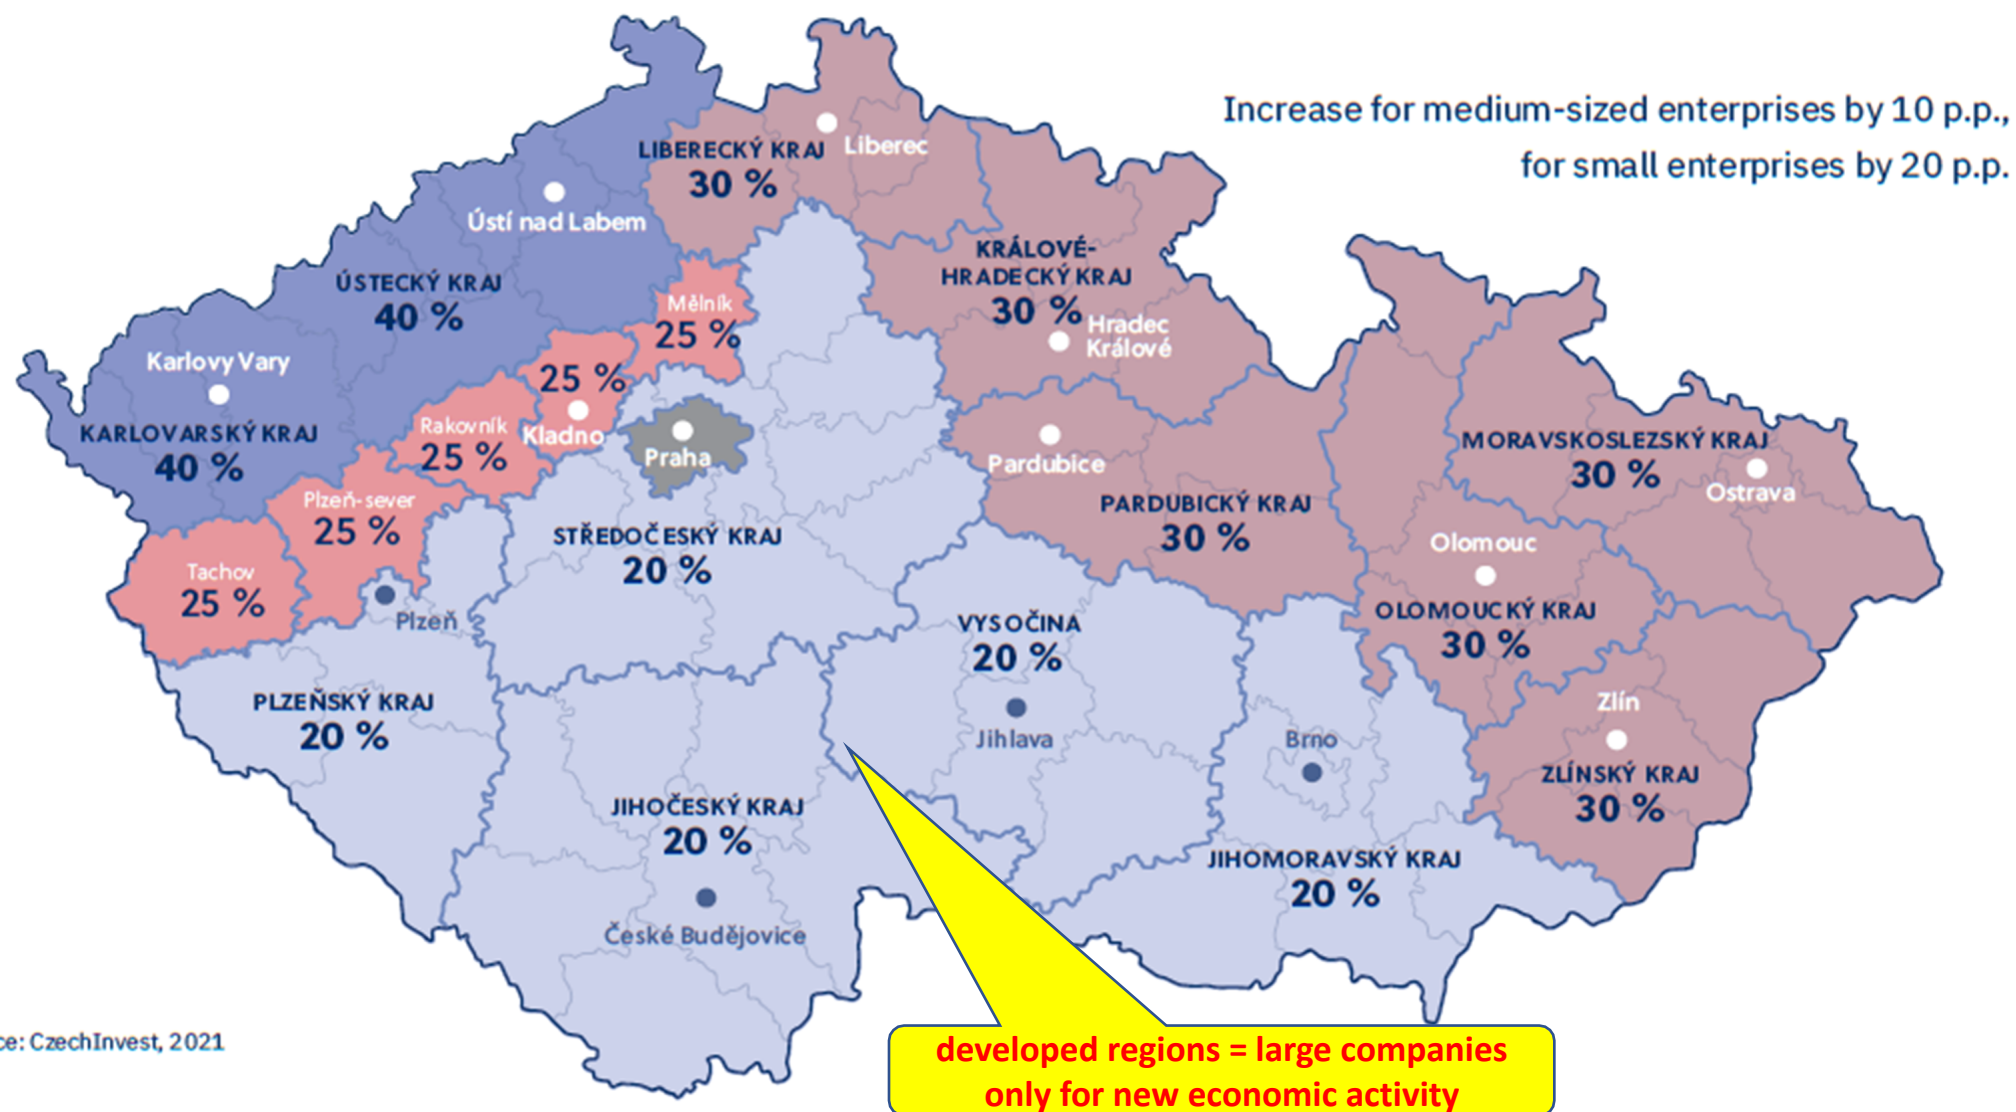 Increase for medium-sized enterprises by 10 p.p.,
for small enterprises by 20 p.p.
LIBERECKÝ KRAJ
30 %
Liberec
Ústí nad Labem
ÚSTECKÝ KRAJ
40 %
KRÁLOVÉ-
HRADECKÝ KRAJ
30 %
Hradec
Králové
Mělník
25 %
Karlovy Vary
KARLOVARSKÝ KRAJ
40 %
25 %
Kladno
Rakovník
25 %
Praha
Pardubice
PARDUBICKÝ KRAJ
30 %
MORAVSKOSLEZSKÝ KRAJ
30 %
Ostrava
Plzeň-sever
25 %
STŘEDOČESKÝ KRAJ
20 %
Olomouc
OLOMOUCKÝ KRAJ
30 %
Tachov
25 %
Plzeň
VYSOČINA
20 %
Jihlava
PLZEŇSKÝ KRAJ
20 %
Brno
Zlín
ZLÍNSKÝ KRAJ
30 %
JIHOČESKÝ KRAJ
20 %
České Budějovice
JIHOMORAVSKÝ KRAJ
20 %
ce: CzechInvest, 2021
developed regions = large companies
only for new economic activity